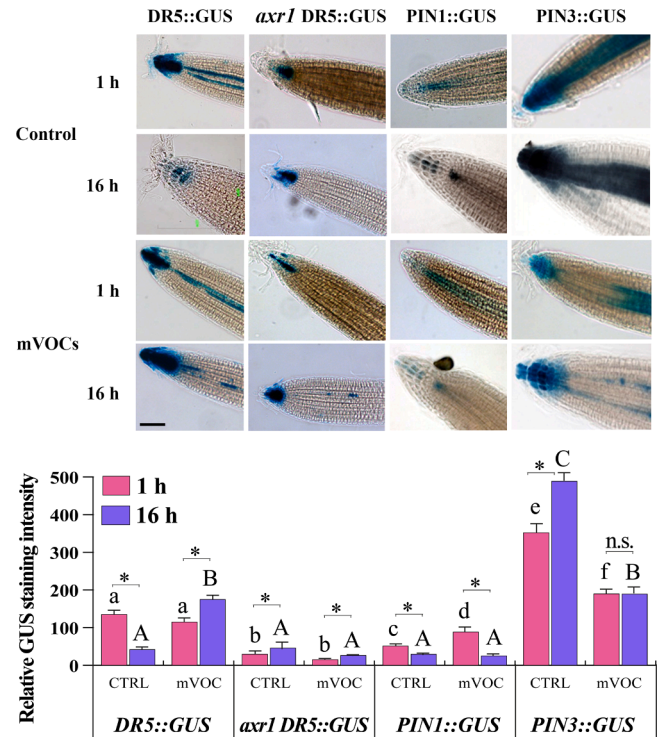 DR5::GUS axr1 DR5::GUS PIN1::GUS PIN3::GUS
1 h
Control
16 h
1 h
mVOCs
16 h
Relative GUS staining intensity
500
400
300
200
100
0
1 h
16 h
* a A
* a B
* b A
* b A
* c A
* d A
* e C
n.s. f B
CTRL mVOC CTRL mVOC CTRL mVOC CTRL mVOC
DR5::GUS axr1 DR5::GUS PIN1::GUS PIN3::GUS